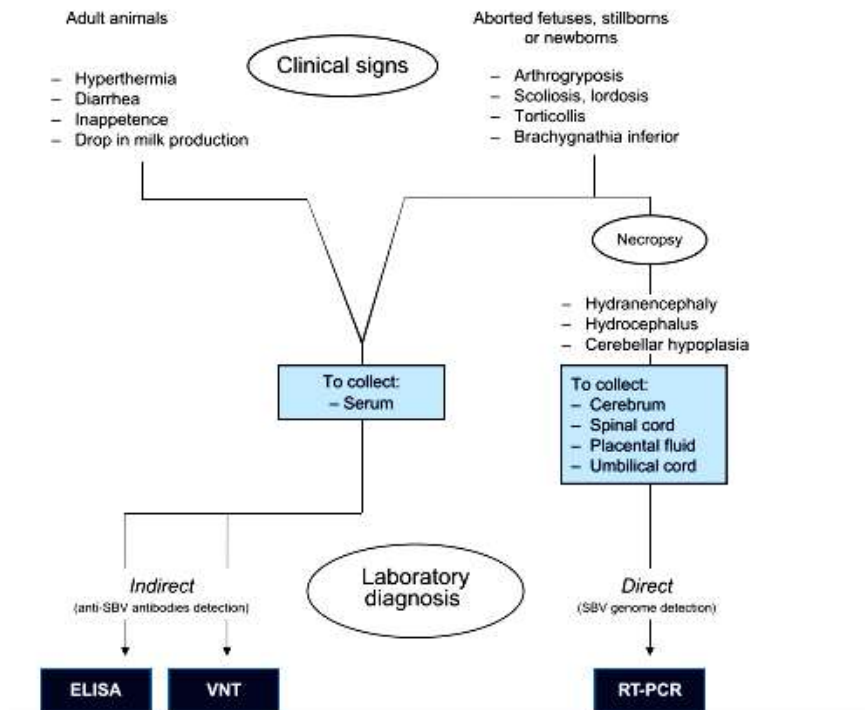 Adult animals
Aborted fetuses, stillborns
or newborns
Clinical signs
– Hyperthermia
– Diarrhea
– Inappetence
– Drop in milk production
– Arthrogryposis
– Scoliosis, lordosis
– Torticollis
– Brachygnathia inferior
Necropsy
– Hydranencephaly
– Hydrocephalus
– Cerebellar hypoplasia
To collect:
– Serum
To collect:
– Cerebrum
– Spinal cord
– Placental fluid
– Umbilical cord
Laboratory
diagnosis
Indirect
(anti-SBV antibodies detection)
Direct
(SBV genome detection)
ELISA
VNT
RT-PCR